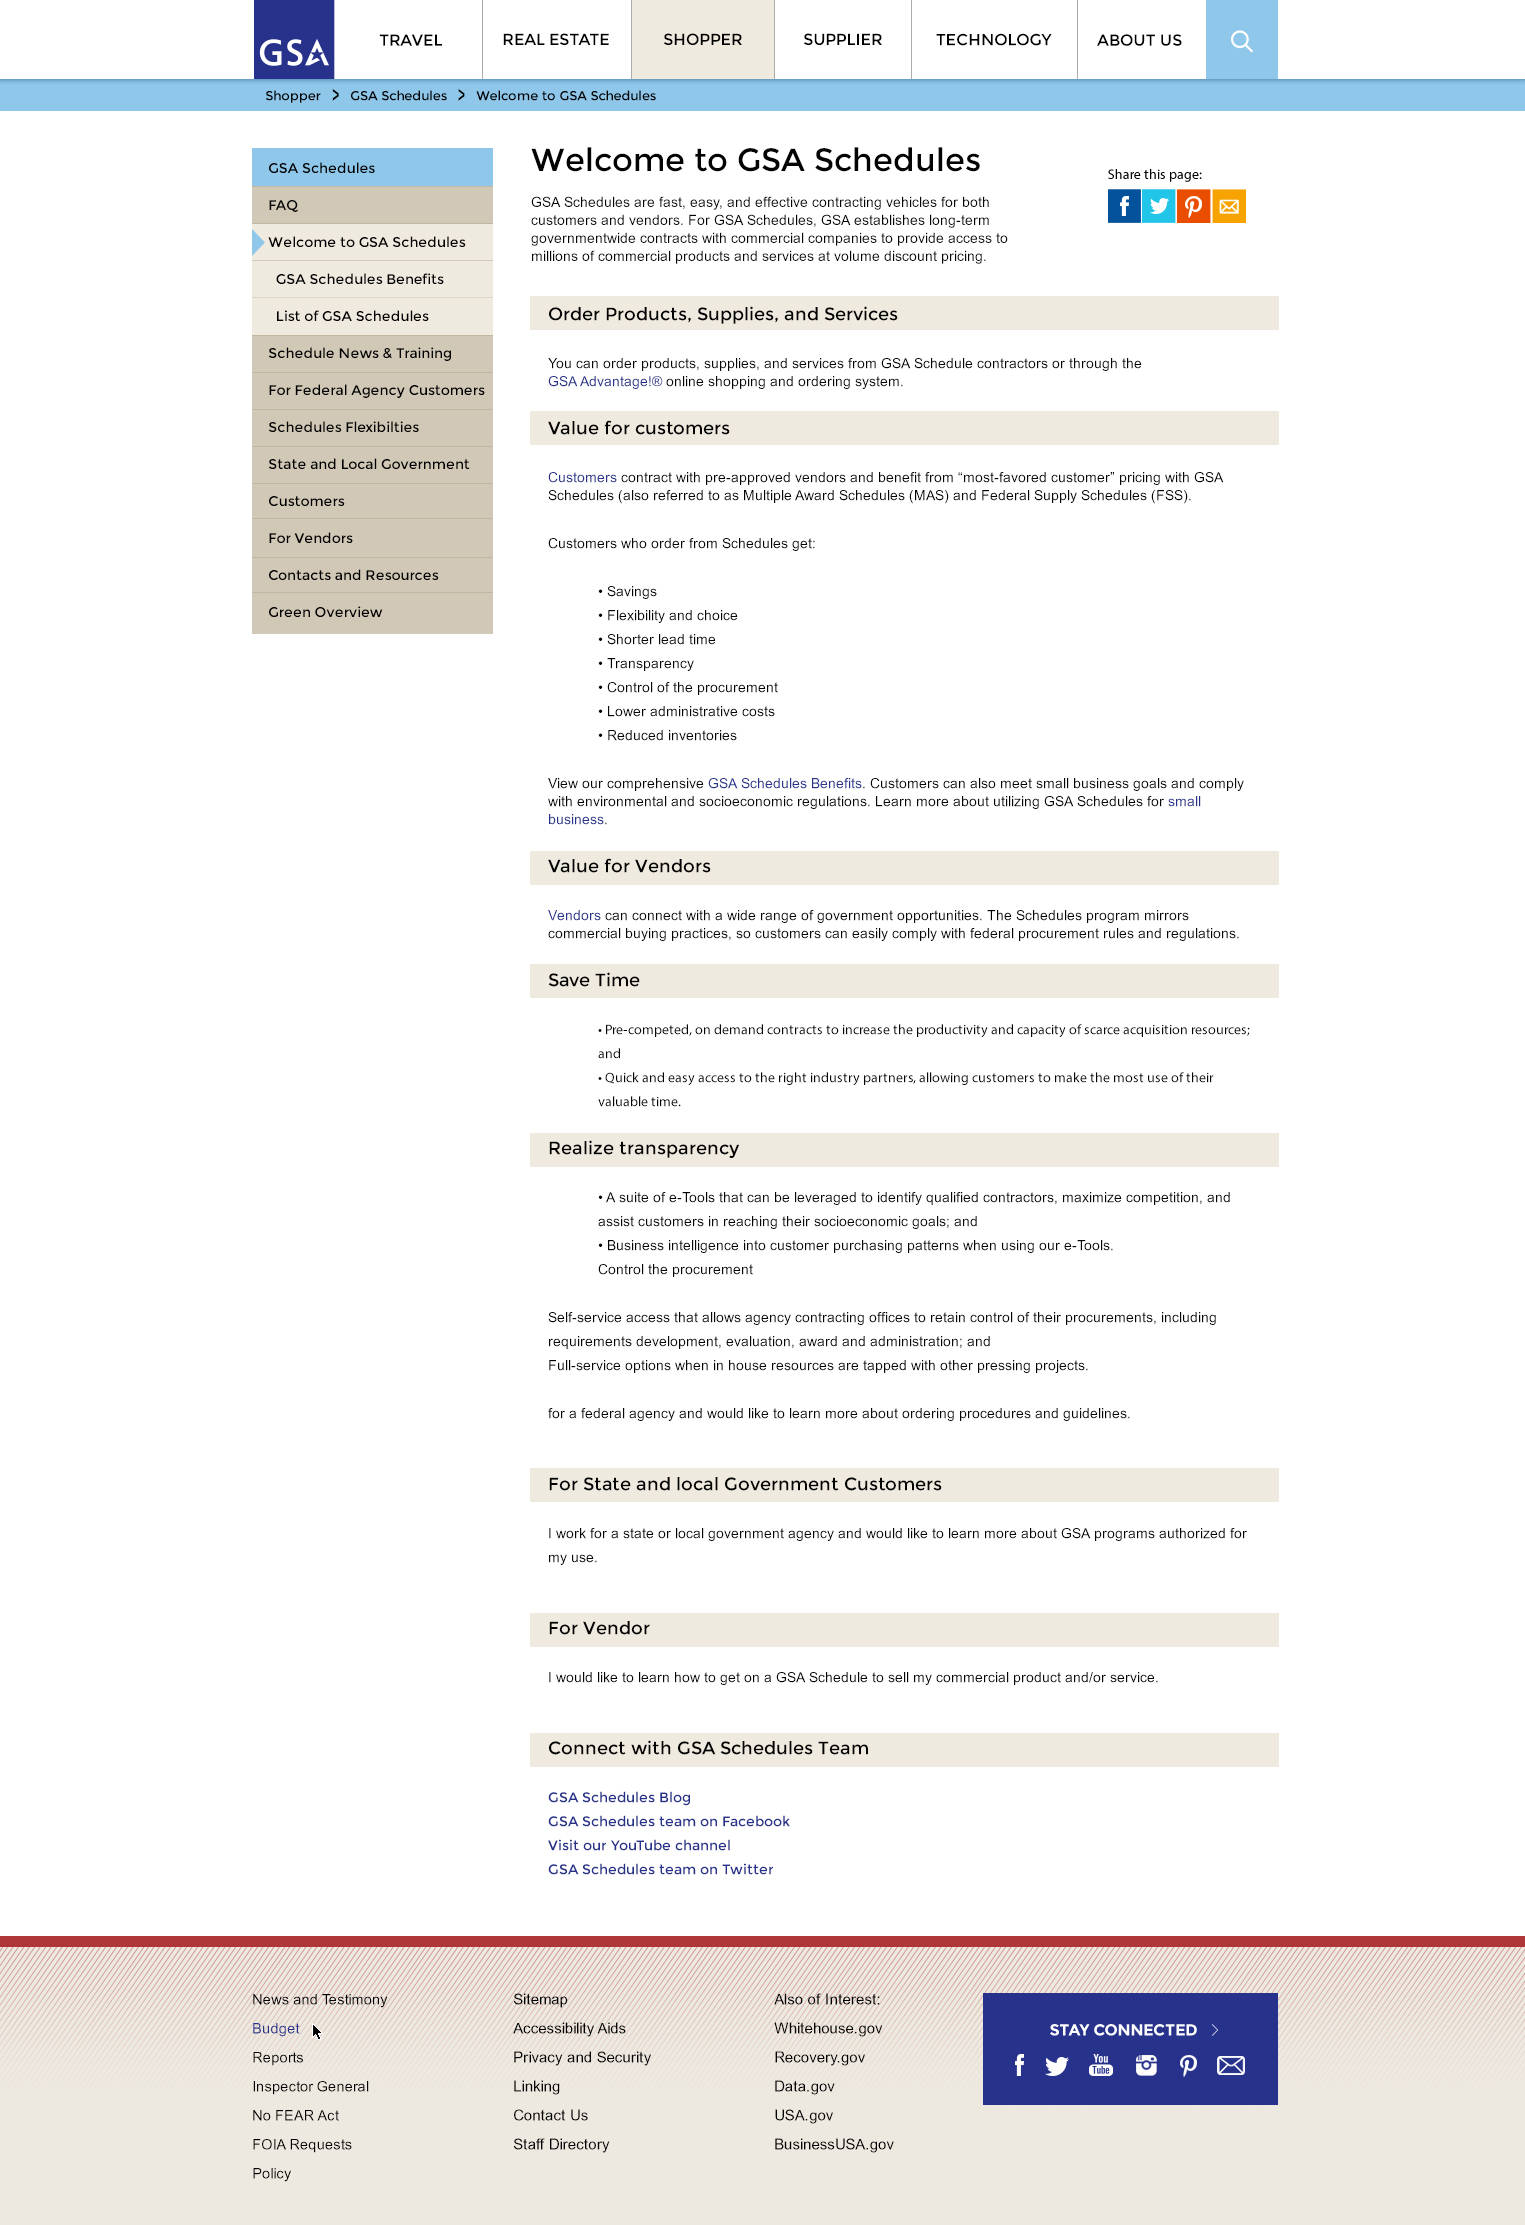 GSA
TRAVEL
REAL ESTATE
SHOPPER
SUPPLIER
TECHNOLOGY
ABOUT US
Shopper > GSA Schedules > Welcome to GSA Schedules
GSA Schedules
FAQ
Welcome to GSA Schedules
GSA Schedules Benefits
List of GSA Schedules
Schedule News & Training
For Federal Agency Customers
Schedules Flexibilties
State and Local Government
Customers
For Vendors
Contacts and Resources
Green Overview
Welcome to GSA Schedules
GSA Schedules are fast, easy, and effective contracting vehicles for both
customers and vendors. For GSA Schedules, GSA establishes long-term
governmentwide contracts with commercial companies to provide access to
millions of commercial products and services at volume discount pricing.
Share this page:
Order Products, Supplies, and Services
You can order products, supplies, and services from GSA Schedule contractors or through the
GSA Advantage!® online shopping and ordering system.
Value for customers
Customers contract with pre-approved vendors and benefit from “most-favored customer” pricing with GSA
Schedules (also referred to as Multiple Award Schedules (MAS) and Federal Supply Schedules (FSS).
Customers who order from Schedules get:
• Savings
• Flexibility and choice
• Shorter lead time
• Transparency
• Control of the procurement
• Lower administrative costs
• Reduced inventories
View our comprehensive GSA Schedules Benefits. Customers can also meet small business goals and comply
with environmental and socioeconomic regulations. Learn more about utilizing GSA Schedules for small
business.
Value for Vendors
Vendors can connect with a wide range of government opportunities. The Schedules program mirrors
commercial buying practices, so customers can easily comply with federal procurement rules and regulations.
Save Time
• Pre-competed, on demand contracts to increase the productivity and capacity of scarce acquisition resources;
and
• Quick and easy access to the right industry partners, allowing customers to make the most use of their
valuable time.
Realize transparency
• A suite of e-Tools that can be leveraged to identify qualified contractors, maximize competition, and
assist customers in reaching their socioeconomic goals; and
• Business intelligence into customer purchasing patterns when using our e-Tools.
Control the procurement
Self-service access that allows agency contracting offices to retain control of their procurements, including
requirements development, evaluation, award and administration; and
Full-service options when in house resources are tapped with other pressing projects.
for a federal agency and would like to learn more about ordering procedures and guidelines.
For State and local Government Customers
I work for a state or local government agency and would like to learn more about GSA programs authorized for
my use.
For Vendor
I would like to learn how to get on a GSA Schedule to sell my commercial product and/or service.
Connect with GSA Schedules Team
GSA Schedules Blog
GSA Schedules team on Facebook
Visit our YouTube channel
GSA Schedules team on Twitter
News and Testimony
Budget
Reports
Inspector General
No FEAR Act
FOIA Requests
Policy
Sitemap
Accessibility Aids
Privacy and Security
Linking
Contact Us
Staff Directory
Also of Interest:
Whitehouse.gov
Recovery.gov
Data.gov
USA.gov
BusinessUSA.gov
STAY CONNECTED >
You
Tube